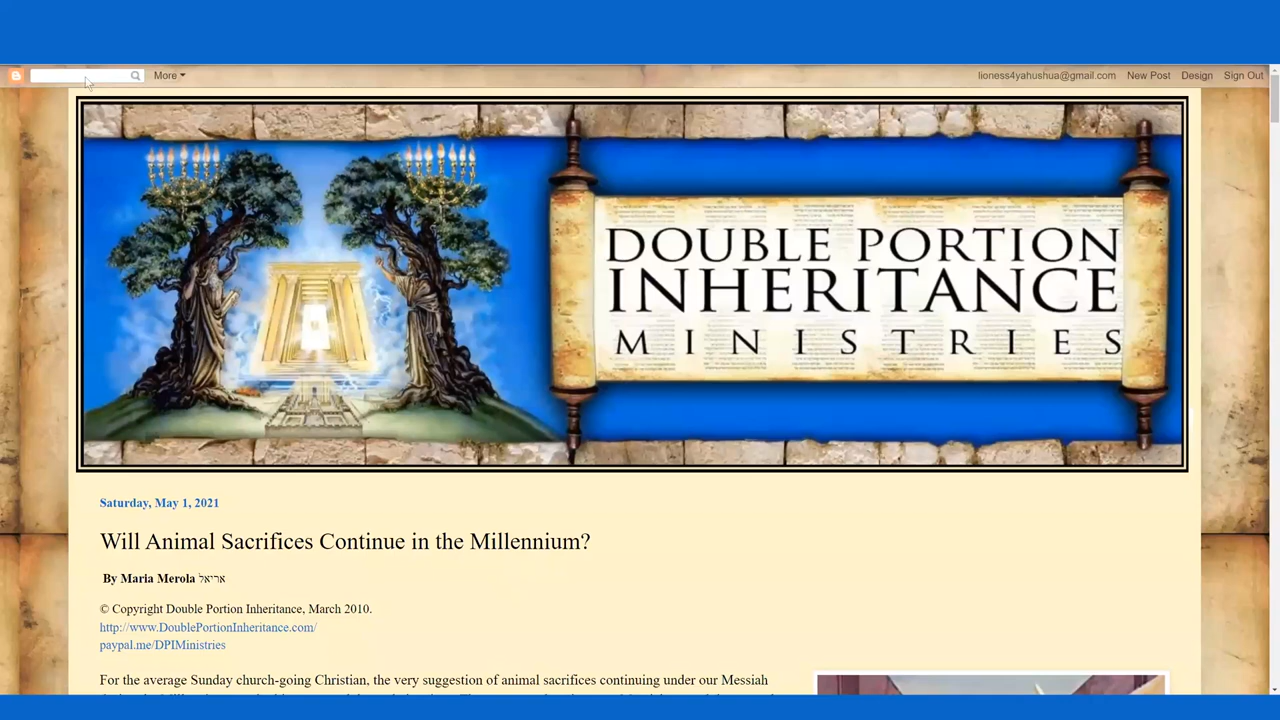 More
lioness4yahushua@gmail.com New Post Design Sign Out
DOUBLE PORTION
INHERITANCE
MINISTRIES
Saturday, May 1, 2021
Will Animal Sacrifices Continue in the Millennium?
By Maria Merola אריאל
© Copyright Double Portion Inheritance, March 2010.
http://www.DoublePortionInheritance.com/
paypal.me/DPIMinistries
For the average Sunday church-going Christian, the very suggestion of animal sacrifices continuing under our Messiah